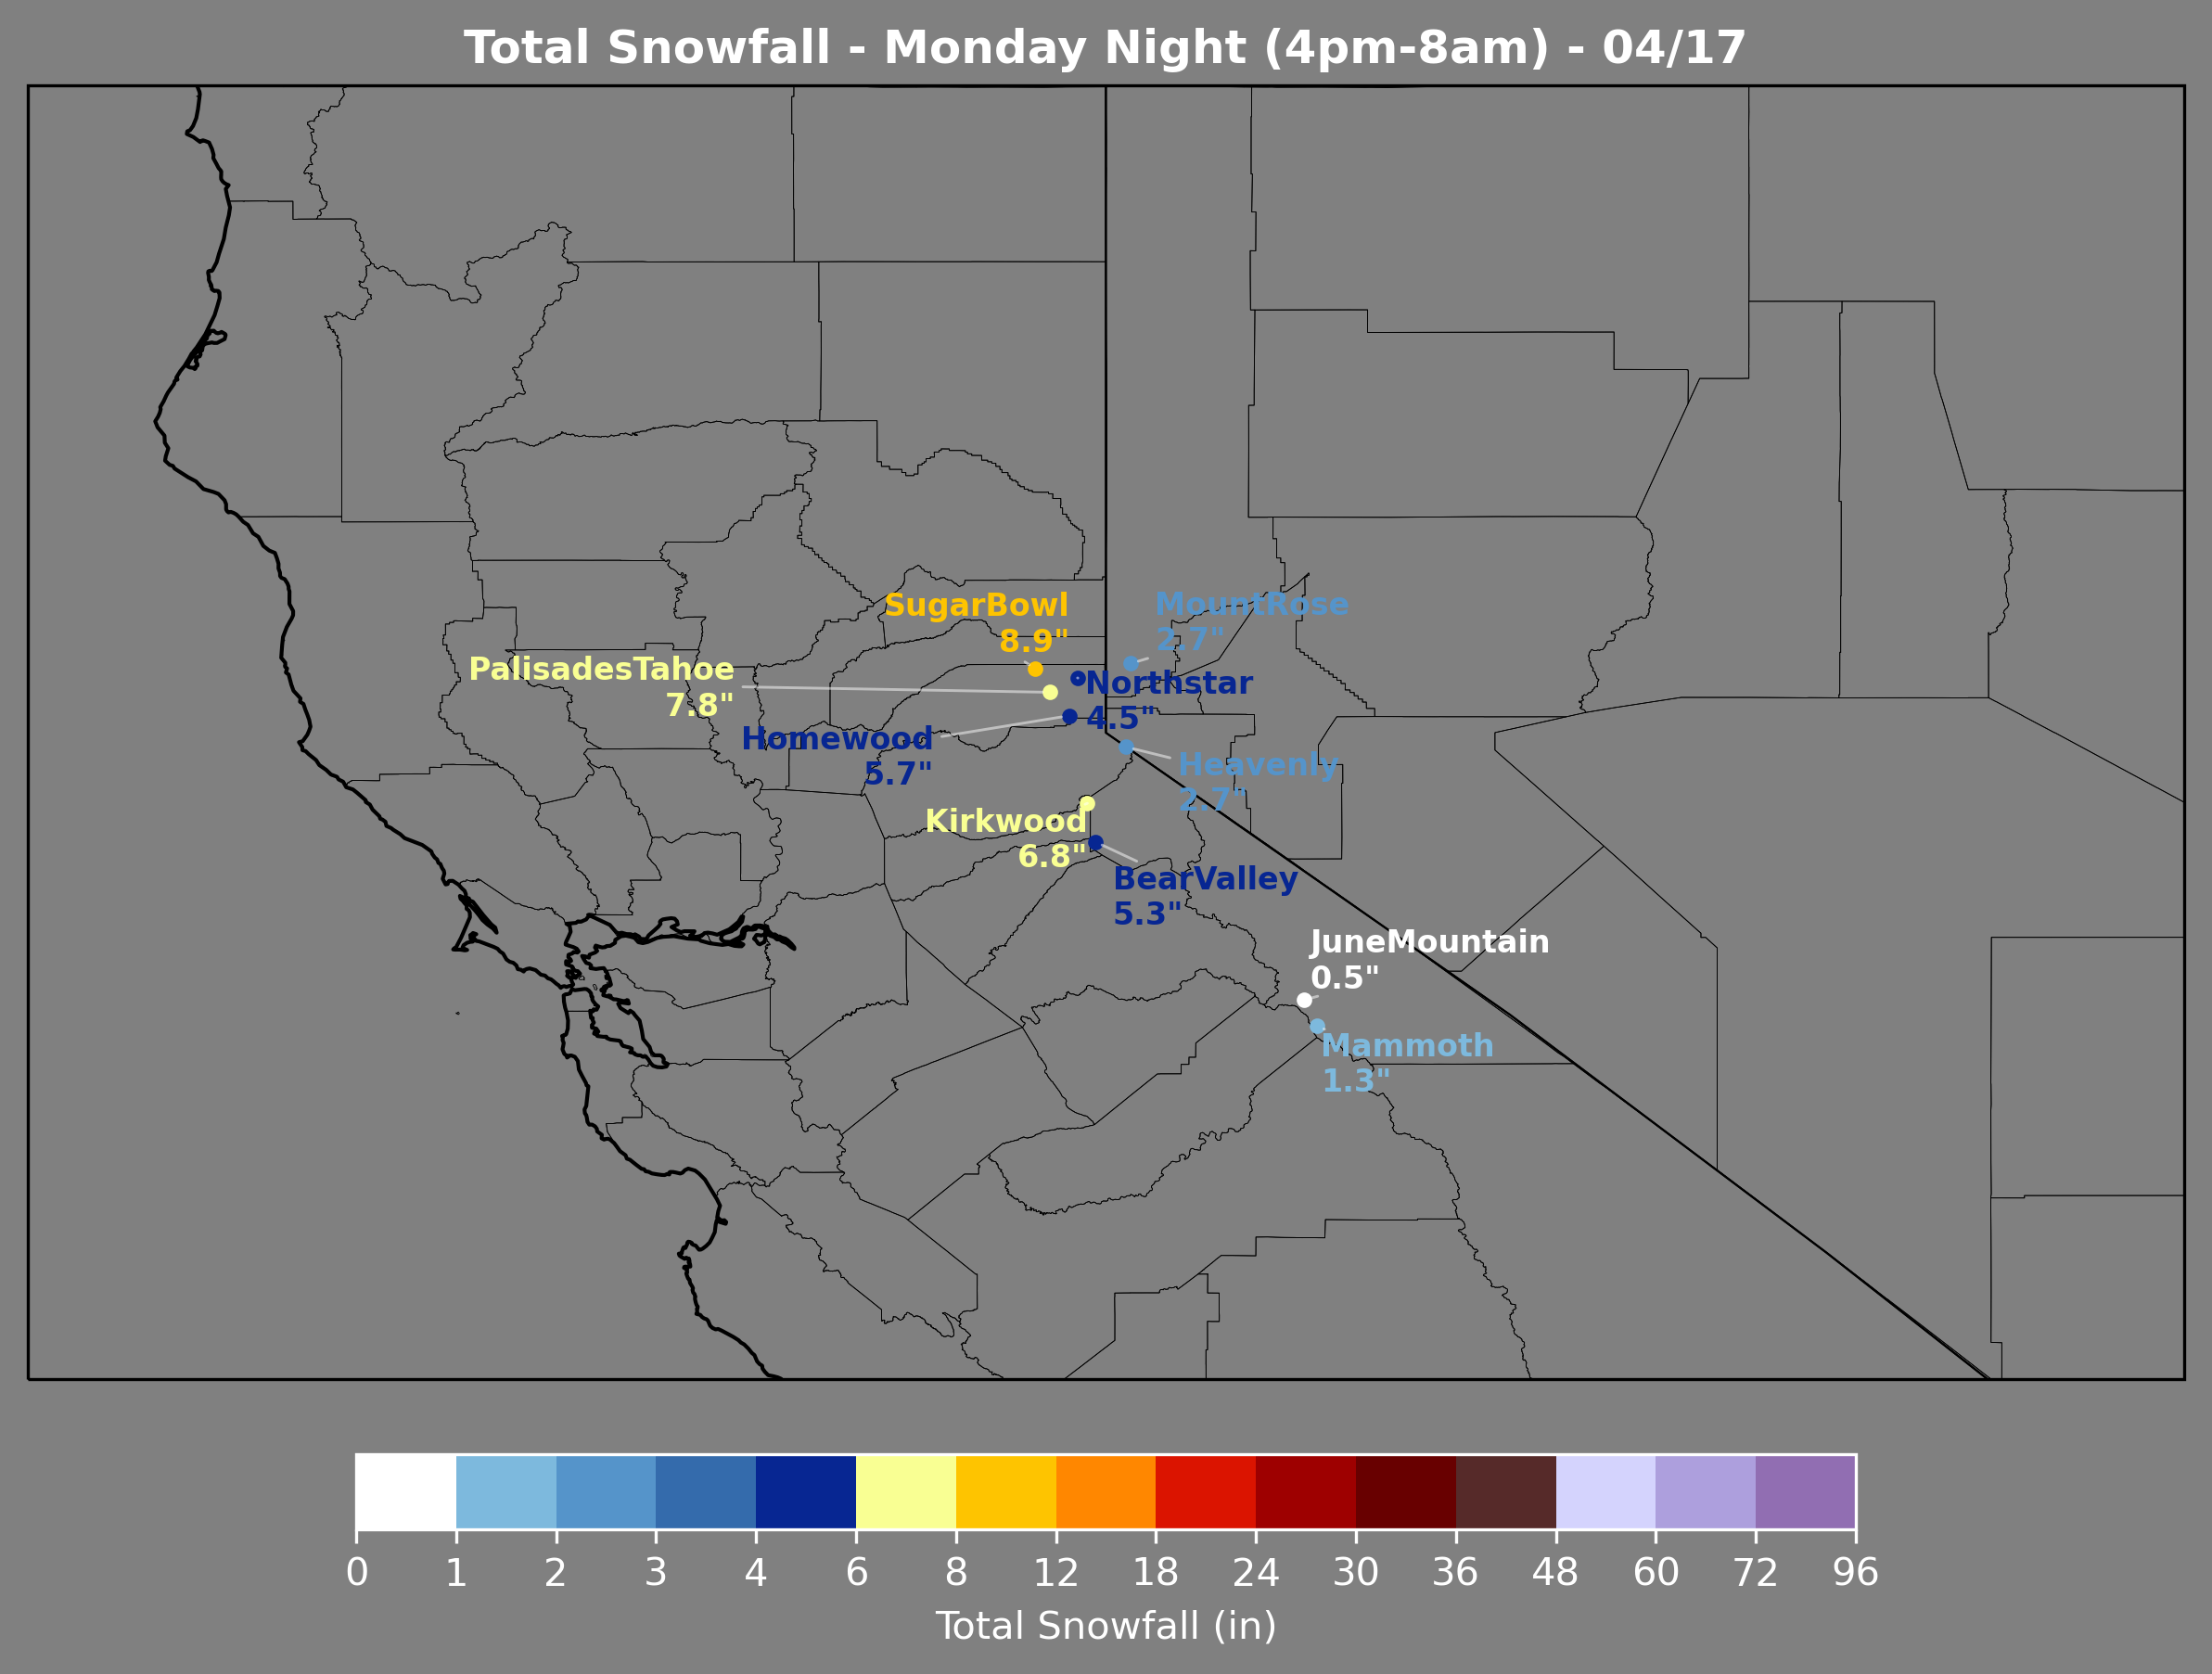 Total Snowfall - Monday Night (4pm-8am) - 04/17
SugarBowl
8.9"
MountRose
2.7"
PalisadesTahoe
7.8"
Northstar
4.5"
Homewood
5.7"
Heavenly
2.7"
Kirkwood
6.8"
BearValley
5.3"
JuneMountain
0.5"
Mammoth
1.3"
0 1 2 3 4 6 8 12 18 24 30 36 48 60 72 96
Total Snowfall (in)